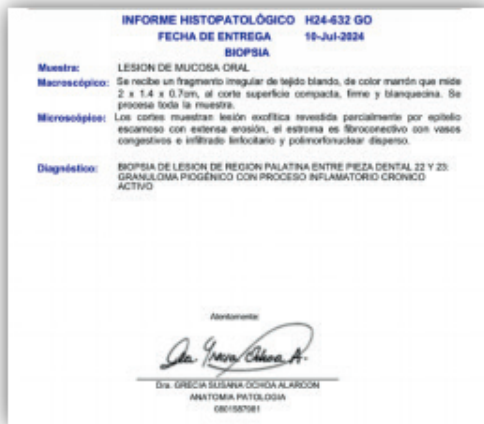 INFORME HISTOPATOLÓGICO H24-632 GO
FECHA DE ENTREGA 10-Jul-2024
BIOPSIA
Muestra: LESION DE MUCOSA ORAL
Macroscópico: Se recibe un fragmento irregular de tejido blando, de color marrón que mide
2 x 1.4 x 0.7cm, al corte superficie compacta, firme y blanquecina. Se
procesa toda la muestra.
Microscópico: Los cortes muestran lesión exofítica revestida parcialmente por epitelio
escamoso con extensa erosión, el estroma es fibroconectivo con vasos
congestivos e infiltrado linfocitario y polimorfonuclear disperso.
Diagnóstico: BIOPSIA DE LESION DE REGION PALATINA ENTRE PIEZA DENTAL 22 Y 23:
GRANULOMA PIOGÉNICO CON PROCESO INFLAMATORIO CRONICO
ACTIVO
Atentamente:
Dra. GRECIA SUSANA OCHOA ALARCON
ANATOMIA PATOLOGIA